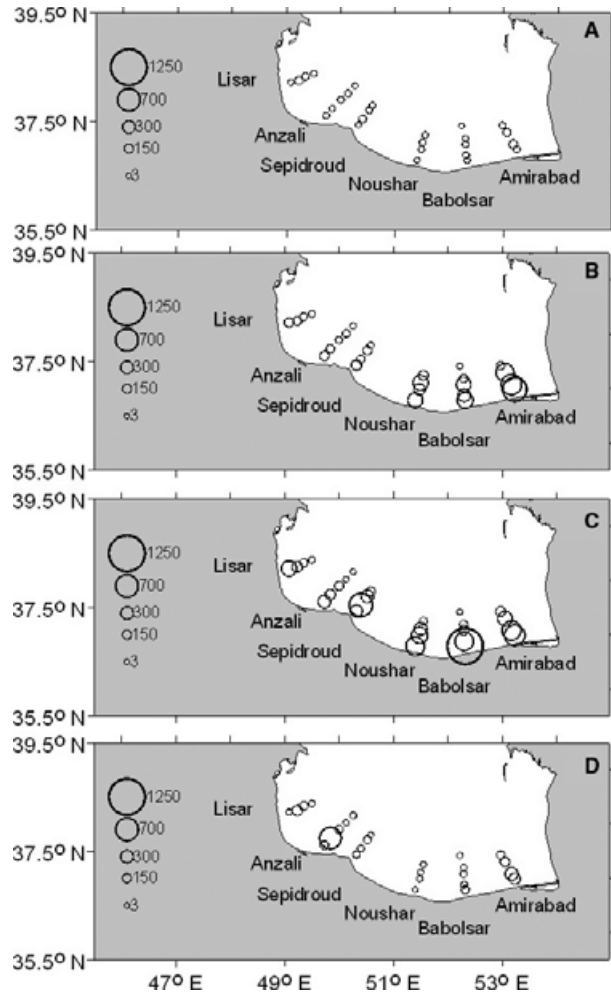 39.5° N
A
1250
Lisar
700
37.5° N
300
Anzali
150
Sepidroud
Amirabad
Noushar
3
Babolsar
35.5° N
39.5° N
B
1250
Lisar
700
37.5° N
300
Anzali
150
Sepidroud
Amirabad
3
Noushar
Babolsar
35.5° N
39.5° N
C
1250
Lisar
700
37.5° N
300
Anzali
150
Sepidroud
Amirabad
3
Noushar
Babolsar
35.5° N
39.5° N
D
1250
Lisar
700
37.5° N
300
Anzali
150
Sepidroud
Amirabad
3
Noushar
Babolsar
35.5° N
47° E 49° E 51° E 53° E